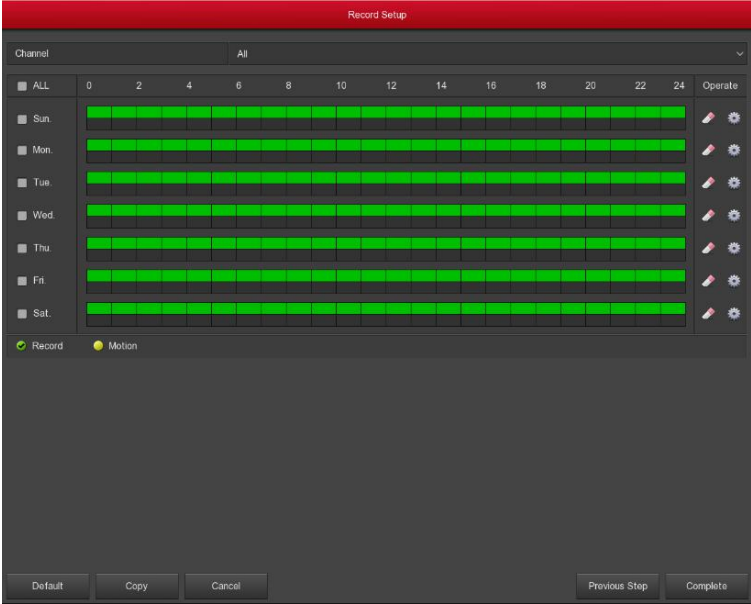 Record Setup
Channel All
ALL 0 2 4 6 8 10 12 14 16 18 20 22 24 Operate
Sun.
Mon.
Tue.
Wed.
Thu.
Fri.
Sat.
Record Motion
Default Copy Cancel Previous Step Complete